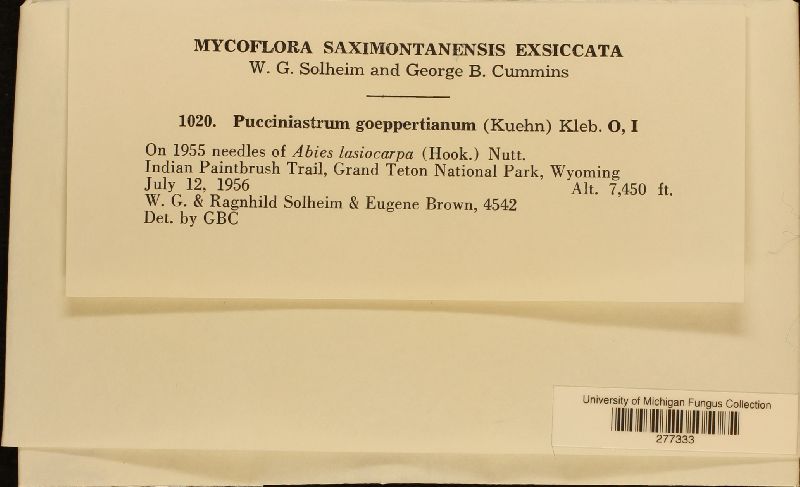 MYCOFLORA SAXIMONTANENSIS EXSICCATA
W. G. Solheim and George B. Cummins
1020. Pucciniastrum goeppertianum (Kuehn) Kleb. O, I
On 1955 needles of Abies lasiocarpa (Hook.) Nutt.
Indian Paintbrush Trail, Grand Teton National Park, Wyoming
July 12, 1956 Alt. 7,450 ft.
W. G. & Ragnhild Solheim & Eugene Brown, 4542
Det. by GBC
University of Michigan Fungus Collection
277333